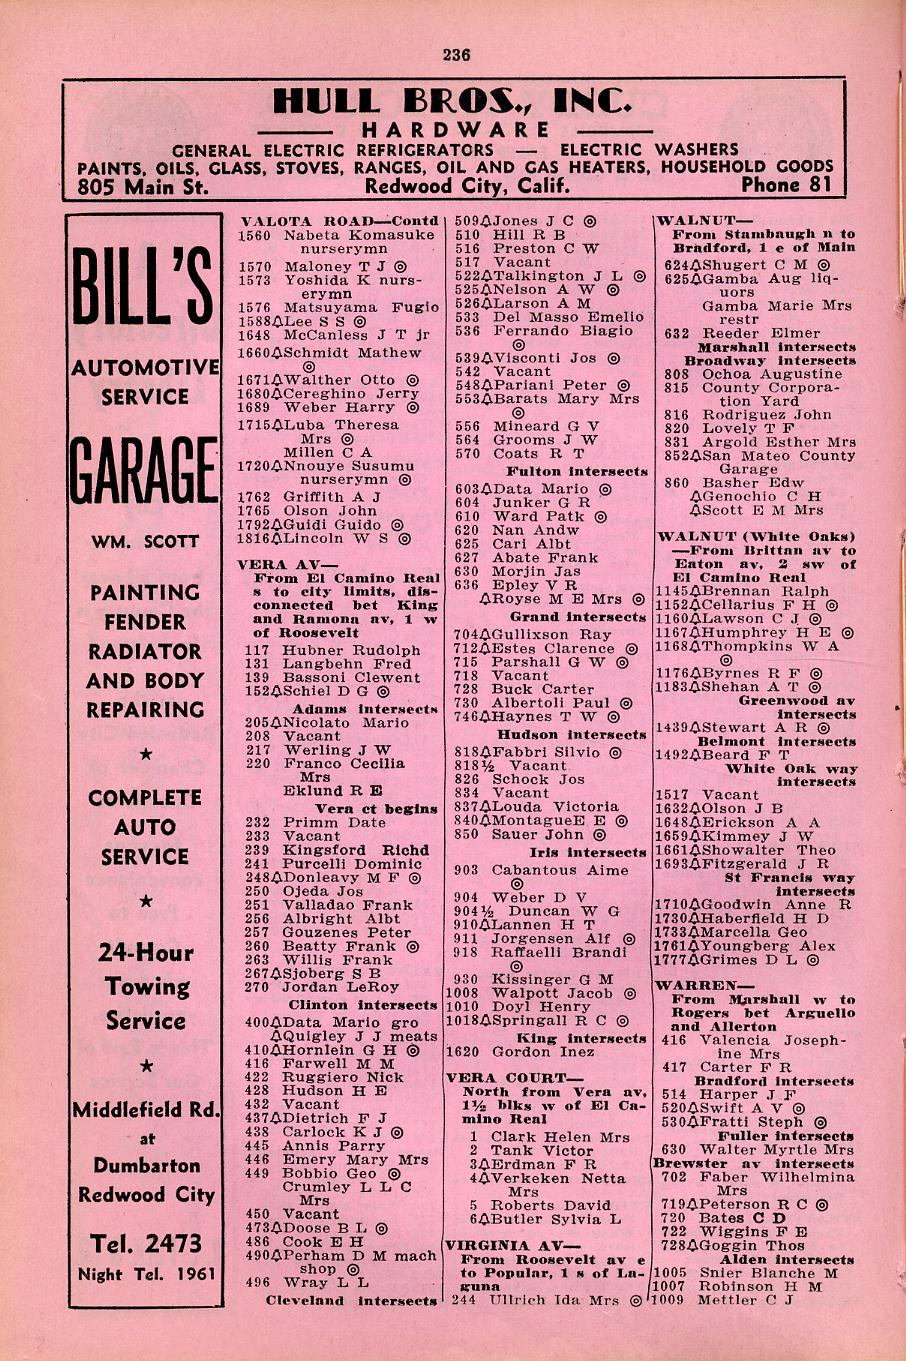 236
HULL BROS., INC.
HARDWARE
GENERAL ELECTRIC REFRIGERATORS — ELECTRIC WASHERS
PAINTS, OILS, GLASS, STOVES, RANGES, OIL AND GAS HEATERS, HOUSEHOLD GOODS
805 Main St. Redwood City, Calif. Phone 81
BILL'S
AUTOMOTIVE
SERVICE
GARAGE
WM. SCOTT
PAINTING
FENDER
RADIATOR
AND BODY
REPAIRING
★
COMPLETE
AUTO
SERVICE
★
24-Hour
Towing
Service
★
Middlefield Rd.
at
Dumbarton
Redwood City
Tel. 2473
Night Tel. 1961
VALOTA ROAD—Contd
1560 Nabeta Komasuke
nurserymn
1570 Maloney T J ⊚
1573 Yoshida K nurs-
erymn
1576 Matsuyama Fugio
1588△Lee S S ⊚
1648 McCanless J T jr
1660△Schmidt Mathew
⊚
1671△Walther Otto ⊚
1680△Cereghino Jerry
1689 Weber Harry ⊚
1715△Luba Theresa
Mrs ⊚
Millen C A
1720△Nnouye Susumu
nurserymn ⊚
1762 Griffith A J
1765 Olson John
1792△Guidi Guido ⊚
1816△Lincoln W S ⊚
VERA AV—
From El Camino Real
s to city limits, dis-
connected bet King
and Ramona av, 1 w
of Roosevelt
117 Hubner Rudolph
131 Langbehn Fred
139 Bassoni Clewent
152△Schiel D G ⊚
Adams intersects
205△Nicolato Mario
208 Vacant
217 Werling J W
220 Franco Cecilia
Mrs
Eklund R E
Vera ct begins
232 Primm Date
233 Vacant
239 Kingsford Richd
241 Purcelli Dominic
248△Donleavy M F ⊚
250 Ojeda Jos
251 Valladao Frank
256 Albright Albt
257 Gouzenes Peter
260 Beatty Frank ⊚
263 Willis Frank
267△Sjoberg S B
270 Jordan LeRoy
Clinton intersects
400△Data Mario gro
△Quigley J J meats
410△Hornlein G H ⊚
416 Farwell M M
422 Ruggiero Nick
428 Hudson H E
432 Vacant
437△Dietrich F J
438 Carlock K J ⊚
445 Annis Parry
446 Emery Mary Mrs
449 Bobbio Geo ⊚
Crumley L L C
Mrs
450 Vacant
473△Doose B L ⊚
486 Cook E H
490△Perham D M mach
shop ⊚
496 Wray L L
Cleveland intersects
509△Jones J C ⊚
510 Hill R B
516 Preston C W
517 Vacant
522△Talkington J L ⊚
525△Nelson A W ⊚
526△Larson A M
533 Del Masso Emelio
536 Ferrando Biagio
⊚
539△Visconti Jos ⊚
542 Vacant
548△Pariani Peter ⊚
553△Barats Mary Mrs
⊚
556 Mineard G V
564 Grooms J W
570 Coats R T
Fulton intersects
603△Data Mario ⊚
604 Junker G R
610 Ward Patk ⊚
620 Nan Andw
625 Cari Albt
627 Abate Frank
630 Morjin Jas
636 Epley V R
△Royse M E Mrs ⊚
Grand intersects
704△Gullixson Ray
712△Estes Clarence ⊚
715 Parshall G W ⊚
718 Vacant
728 Buck Carter
730 Albertoli Paul ⊚
746△Haynes T W ⊚
Hudson intersects
818△Fabbri Silvio ⊚
818½ Vacant
826 Schock Jos
834 Vacant
837△Louda Victoria
840△MontagueE E ⊚
850 Sauer John ⊚
Iris intersects
903 Cabantous Aime
⊚
904 Weber D V
904½ Duncan W G
910△Lannen H T
911 Jorgensen Alf ⊚
918 Raffaelli Brandi
⊚
930 Kissinger G M
1008 Walpott Jacob ⊚
1010 Doyl Henry
1018△Springall R C ⊚
King intersects
1620 Gordon Inez
VERA COURT—
North from Vera av,
1½ blks w of El Ca-
mino Real
1 Clark Helen Mrs
2 Tank Victor
3△Erdman F R
4△Verkeken Netta
Mrs
5 Roberts David
6△Butler Sylvia L
VIRGINIA AV—
From Roosevelt av e
to Popular, 1 s of La-
guna
244 Ullrich Ida Mrs ⊚
WALNUT—
From Stambaugh n to
Bradford, 1 e of Main
624△Shugert C M ⊚
625△Gamba Aug liq-
uors
Gamba Marie Mrs
restr
632 Reeder Elmer
Marshall intersects
Broadway intersects
808 Ochoa Augustine
815 County Corpora-
tion Yard
816 Rodriguez John
820 Lovely T F
831 Argold Esther Mrs
852△San Mateo County
Garage
860 Basher Edw
△Genochio C H
△Scott E M Mrs
WALNUT (White Oaks)
—From Brittan av to
Eaton av, 2 sw of
El Camino Real
1145△Brennan Ralph
1152△Cellarius F H ⊚
1160△Lawson C J ⊚
1167△Humphrey H E ⊚
1168△Thompkins W A
⊚
1176△Byrnes R F ⊚
1183△Shehan A T ⊚
Greenwood av
intersects
1439△Stewart A R ⊚
Belmont intersects
1492△Beard F T
White Oak way
intersects
1517 Vacant
1632△Olson J B
1648△Erickson A A
1659△Kimmey J W
1661△Showalter Theo
1693△Fitzgerald J R
St Francis way
intersects
1710△Goodwin Anne R
1730△Haberfield H D
1733△Marcella Geo
1761△Youngberg Alex
1777△Grimes D L ⊚
WARREN—
From Marshall w to
Rogers bet Arguello
and Allerton
416 Valencia Joseph-
ine Mrs
417 Carter F R
Bradford intersects
514 Harper J F
520△Swift A V ⊚
530△Fratti Steph ⊚
Fuller intersects
630 Walter Myrtle Mrs
Brewster av intersects
702 Faber Wilhelmina
Mrs
719△Peterson R C ⊚
720 Bates C D
722 Wiggins F E
728△Goggin Thos
Alden intersects
1005 Snier Blanche M
1007 Robinson H M
1009 Mettler C J